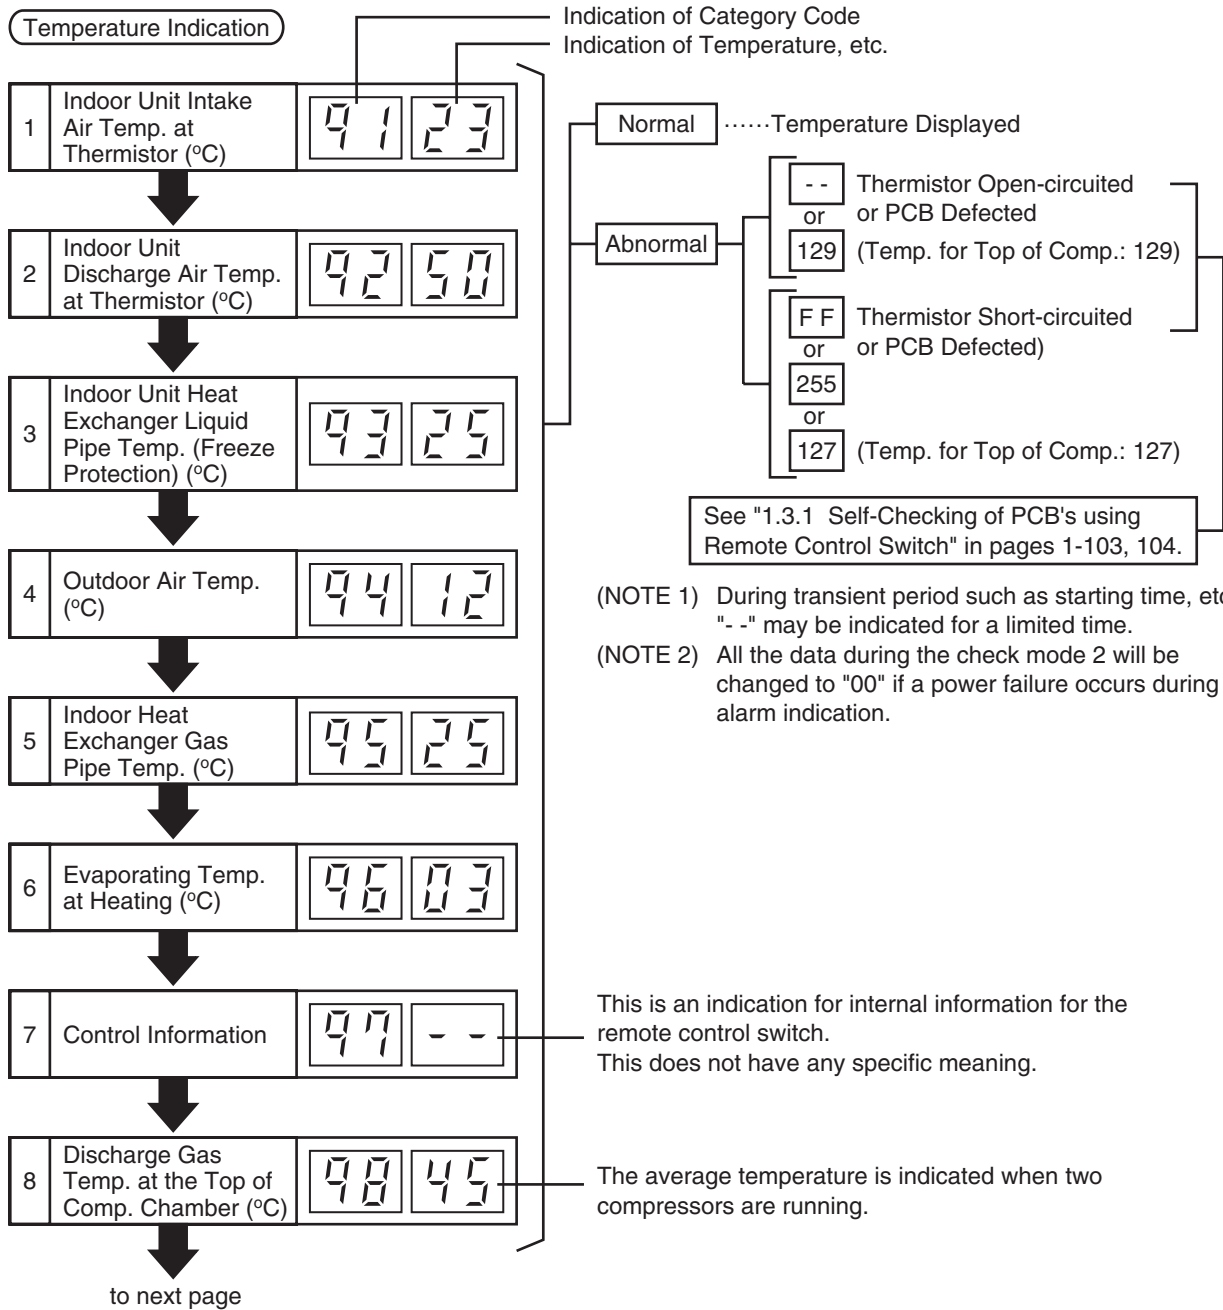 Temperature Indication
Indication of Category Code
Indication of Temperature, etc.
1
Indoor Unit Intake
Air Temp. at
Thermistor (°C)
91 23
2
Indoor Unit
Discharge Air Temp.
at Thermistor (°C)
92 50
3
Indoor Unit Heat
Exchanger Liquid
Pipe Temp. (Freeze
Protection) (°C)
93 25
4
Outdoor Air Temp.
(°C)
94 12
5
Indoor Heat
Exchanger Gas
Pipe Temp. (°C)
95 25
6
Evaporating Temp.
at Heating (°C)
96 03
7
Control Information
97 - -
8
Discharge Gas
Temp. at the Top of
Comp. Chamber (°C)
98 45
to next page
Normal ······Temperature Displayed
Abnormal
- - Thermistor Open-circuited
or or PCB Defected
129 (Temp. for Top of Comp.: 129)
F F Thermistor Short-circuited
or or PCB Defected)
255
or
127 (Temp. for Top of Comp.: 127)
See "1.3.1 Self-Checking of PCB's using
Remote Control Switch" in pages 1-103, 104.
(NOTE 1) During transient period such as starting time, etc
"- -" may be indicated for a limited time.
(NOTE 2) All the data during the check mode 2 will be
changed to "00" if a power failure occurs during
alarm indication.
This is an indication for internal information for the
remote control switch.
This does not have any specific meaning.
The average temperature is indicated when two
compressors are running.